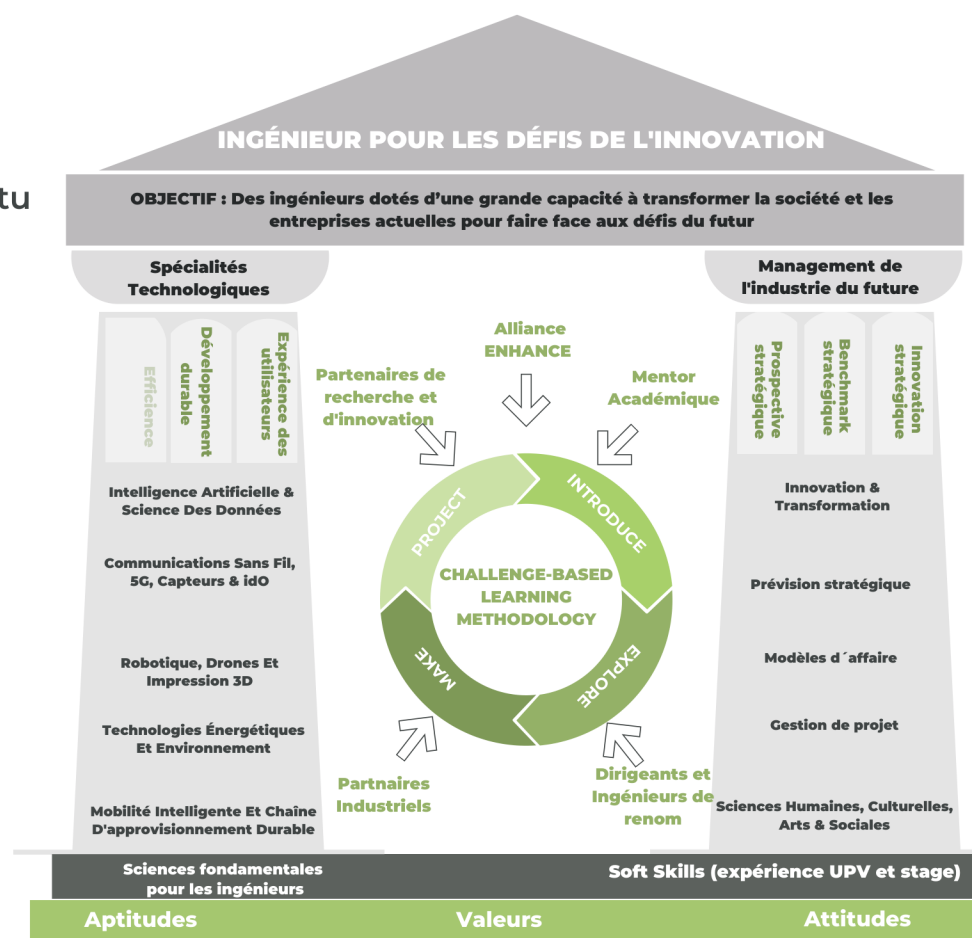 INGÉNIEUR POUR LES DÉFIS DE L'INNOVATION
tu
OBJECTIF : Des ingénieurs dotés d’une grande capacité à transformer la société et les
entreprises actuelles pour faire face aux défis du futur
Spécialités
Technologiques
Efficience
Développement
durable
Expérience des
utilisateurs
Intelligence Artificielle &
Science Des Données
Communications Sans Fil,
5G, Capteurs & idO
Robotique, Drones Et
Impression 3D
Technologies Énergétiques
Et Environnement
Mobilité Intelligente Et Chaîne
D'approvisionnement Durable
Alliance
ENHANCE
Partenaires de
recherche et
d'innovation
Mentor
Académique
PROJECT
INTRODUCE
CHALLENGE-BASED
LEARNING
METHODOLOGY
MAKE
EXPLORE
Partnaires
Industriels
Dirigeants et
Ingénieurs de
renom
Management de
l'industrie du future
Prospective
stratégique
Benchmark
stratégique
Innovation
stratégique
Innovation &
Transformation
Prévision stratégique
Modèles d´affaire
Gestion de projet
Sciences Humaines, Culturelles,
Arts & Sociales
Sciences fondamentales
pour les ingénieurs
Soft Skills (expérience UPV et stage)
Aptitudes
Valeurs
Attitudes